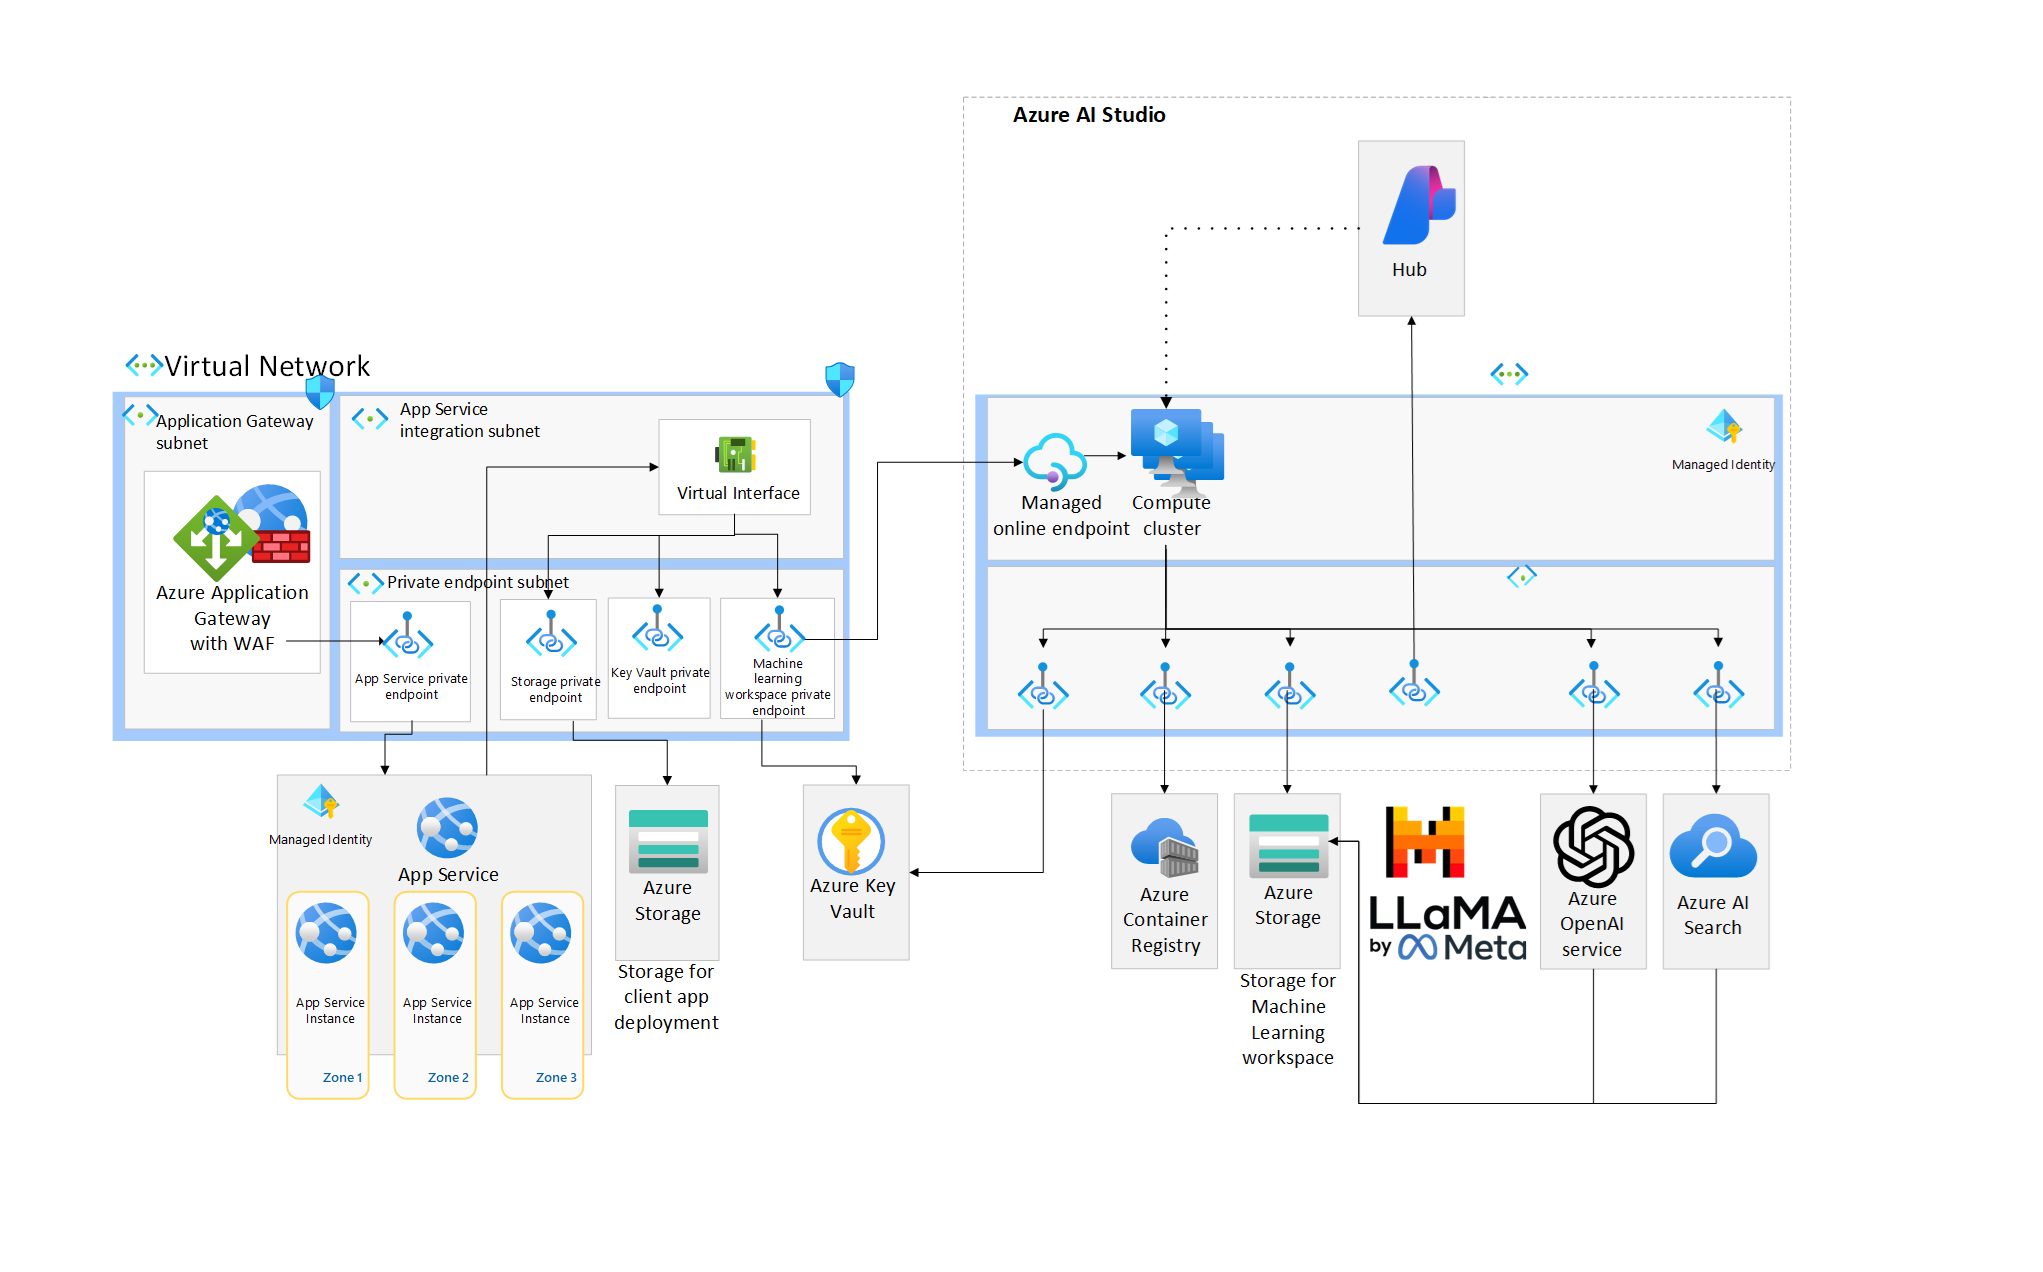 Azure AI Studio
Hub
Virtual Network
Application Gateway
subnet
App Service
integration subnet
Virtual Interface
Azure Application
Gateway
with WAF
Private endpoint subnet
App Service private
endpoint
Storage private
endpoint
Key Vault private
endpoint
Machine
learning
workspace private
endpoint
Managed
online endpoint
Compute
cluster
Managed Identity
Managed Identity
App Service
App Service
Instance
Zone 1
App Service
Instance
Zone 2
App Service
Instance
Zone 3
Azure
Storage
Storage for
client app
deployment
Azure Key
Vault
Azure
Container
Registry
Azure
Storage
Storage for
Machine
Learning
workspace
LLaMA
by Meta
Azure
OpenAI
service
Azure AI
Search